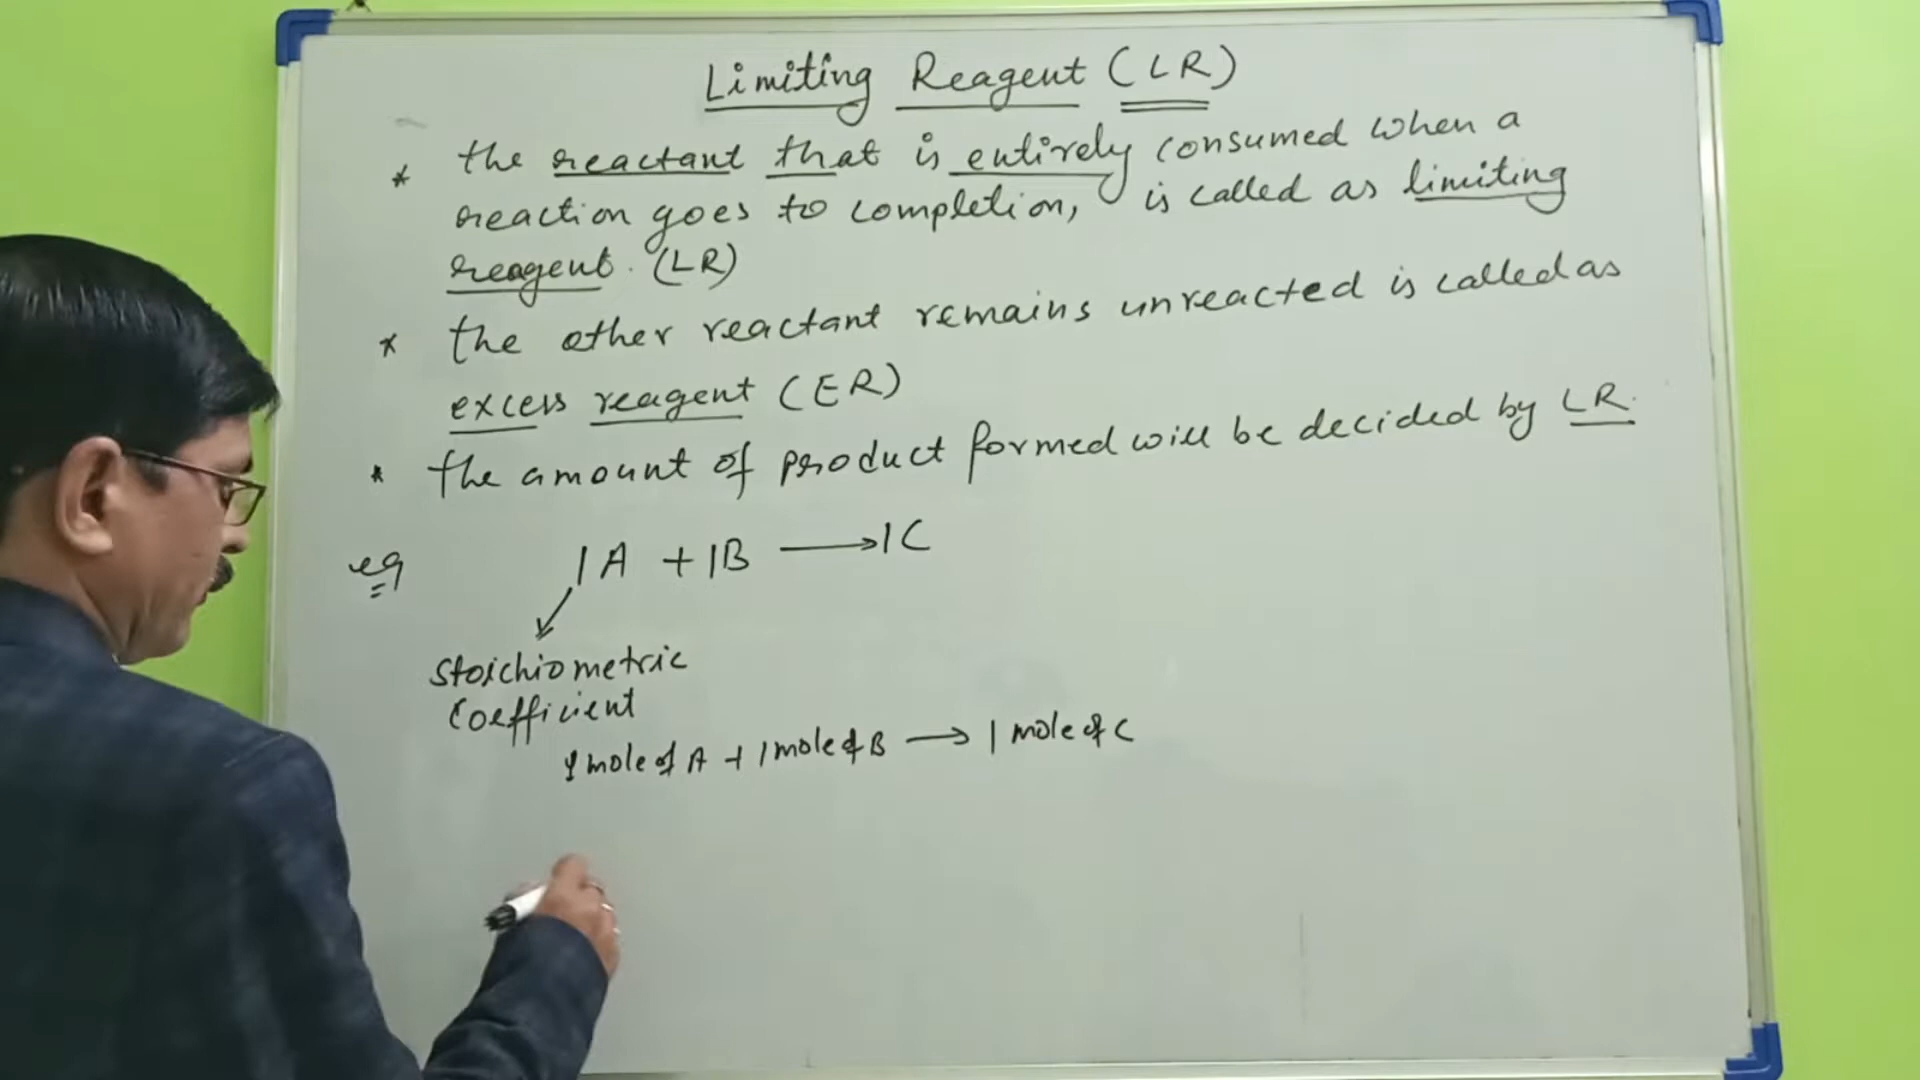 Limiting Reagent (LR)
* the reactant that is entirely consumed when a
reaction goes to completion, is called as limiting
reagent. (LR)
* the other reactant remains unreacted is called as
excess reagent (ER)
* The amount of product formed will be decided by LR.
eg 1A + 1B ⟶ 1C
Stoichiometric
Coefficient
1 mole of A + 1 mole of B ⟶ 1 mole of C